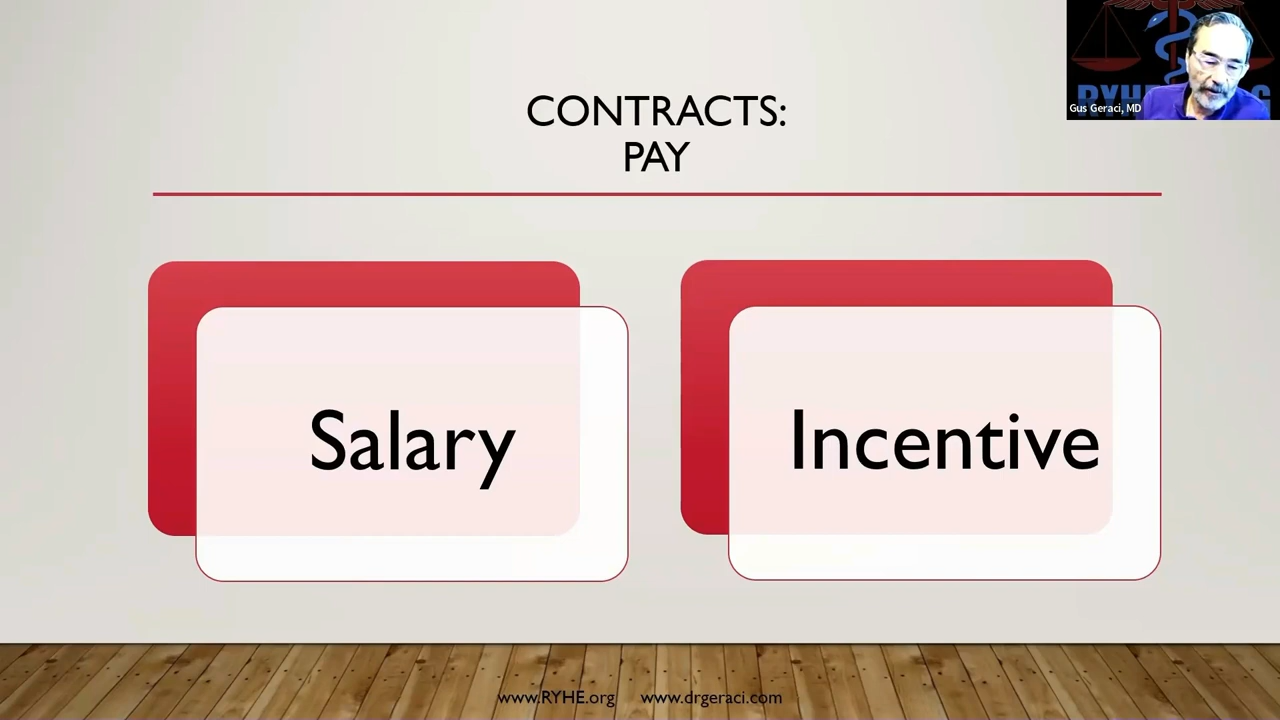 CONTRACTS:
PAY
Gus Geraci, MD
Salary
Incentive
www.RYHE.org www.drgeraci.com